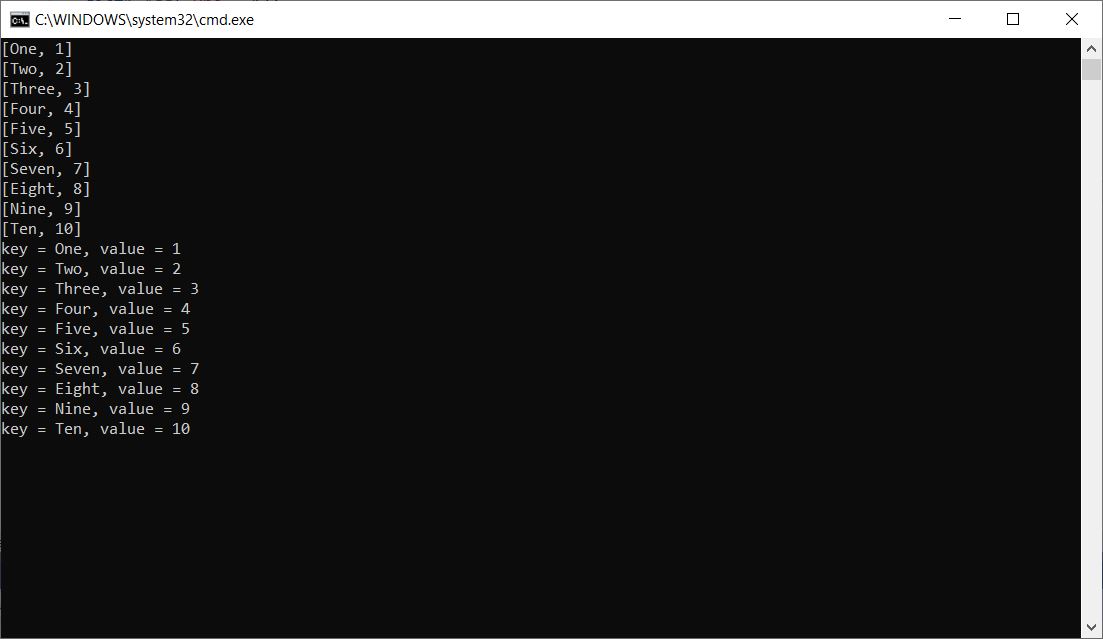 C:\WINDOWS\system32\cmd.exe
[One, 1]
[Two, 2]
[Three, 3]
[Four, 4]
[Five, 5]
[Six, 6]
[Seven, 7]
[Eight, 8]
[Nine, 9]
[Ten, 10]
key = One, value = 1
key = Two, value = 2
key = Three, value = 3
key = Four, value = 4
key = Five, value = 5
key = Six, value = 6
key = Seven, value = 7
key = Eight, value = 8
key = Nine, value = 9
key = Ten, value = 10